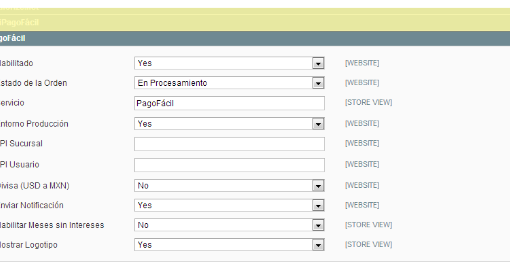 PagoFácil
goFácil
abilitado Yes [WEBSITE]
stado de la Orden En Procesamiento [WEBSITE]
ervicio PagoFácil [STORE VIEW]
ntorno Producción Yes [WEBSITE]
PI Sucursal [WEBSITE]
PI Usuario [WEBSITE]
ivisa (USD a MXN) No [WEBSITE]
nviar Notificación Yes [WEBSITE]
abilitar Meses sin Intereses No [STORE VIEW]
ostrar Logotipo Yes [STORE VIEW]